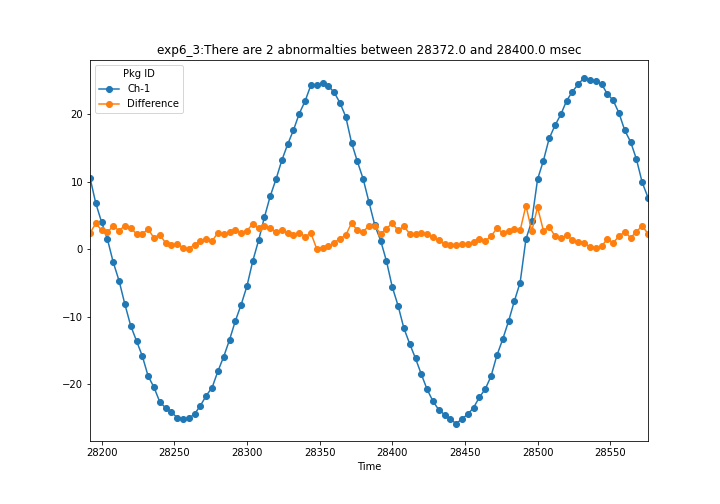 exp6_3:There are 2 abnormalties between 28372.0 and 28400.0 msec
Pkg ID
Ch-1
Difference
20
10
0
−10
−20
28200 28250 28300 28350 28400 28450 28500 28550
Time